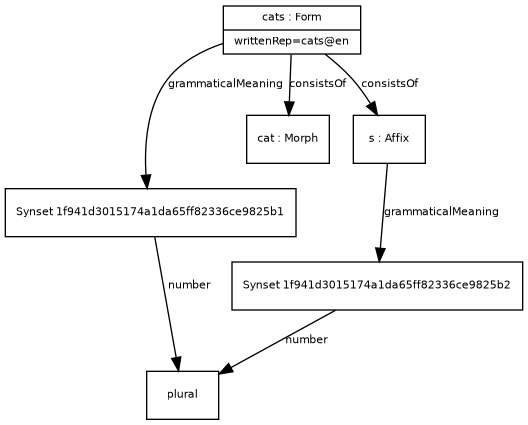 cats : Form
writtenRep=cats@en
grammaticalMeaning
consistsOf
consistsOf
cat : Morph
s : Affix
Synset 1f941d3015174a1da65ff82336ce9825b1
grammaticalMeaning
number
Synset 1f941d3015174a1da65ff82336ce9825b2
number
plural